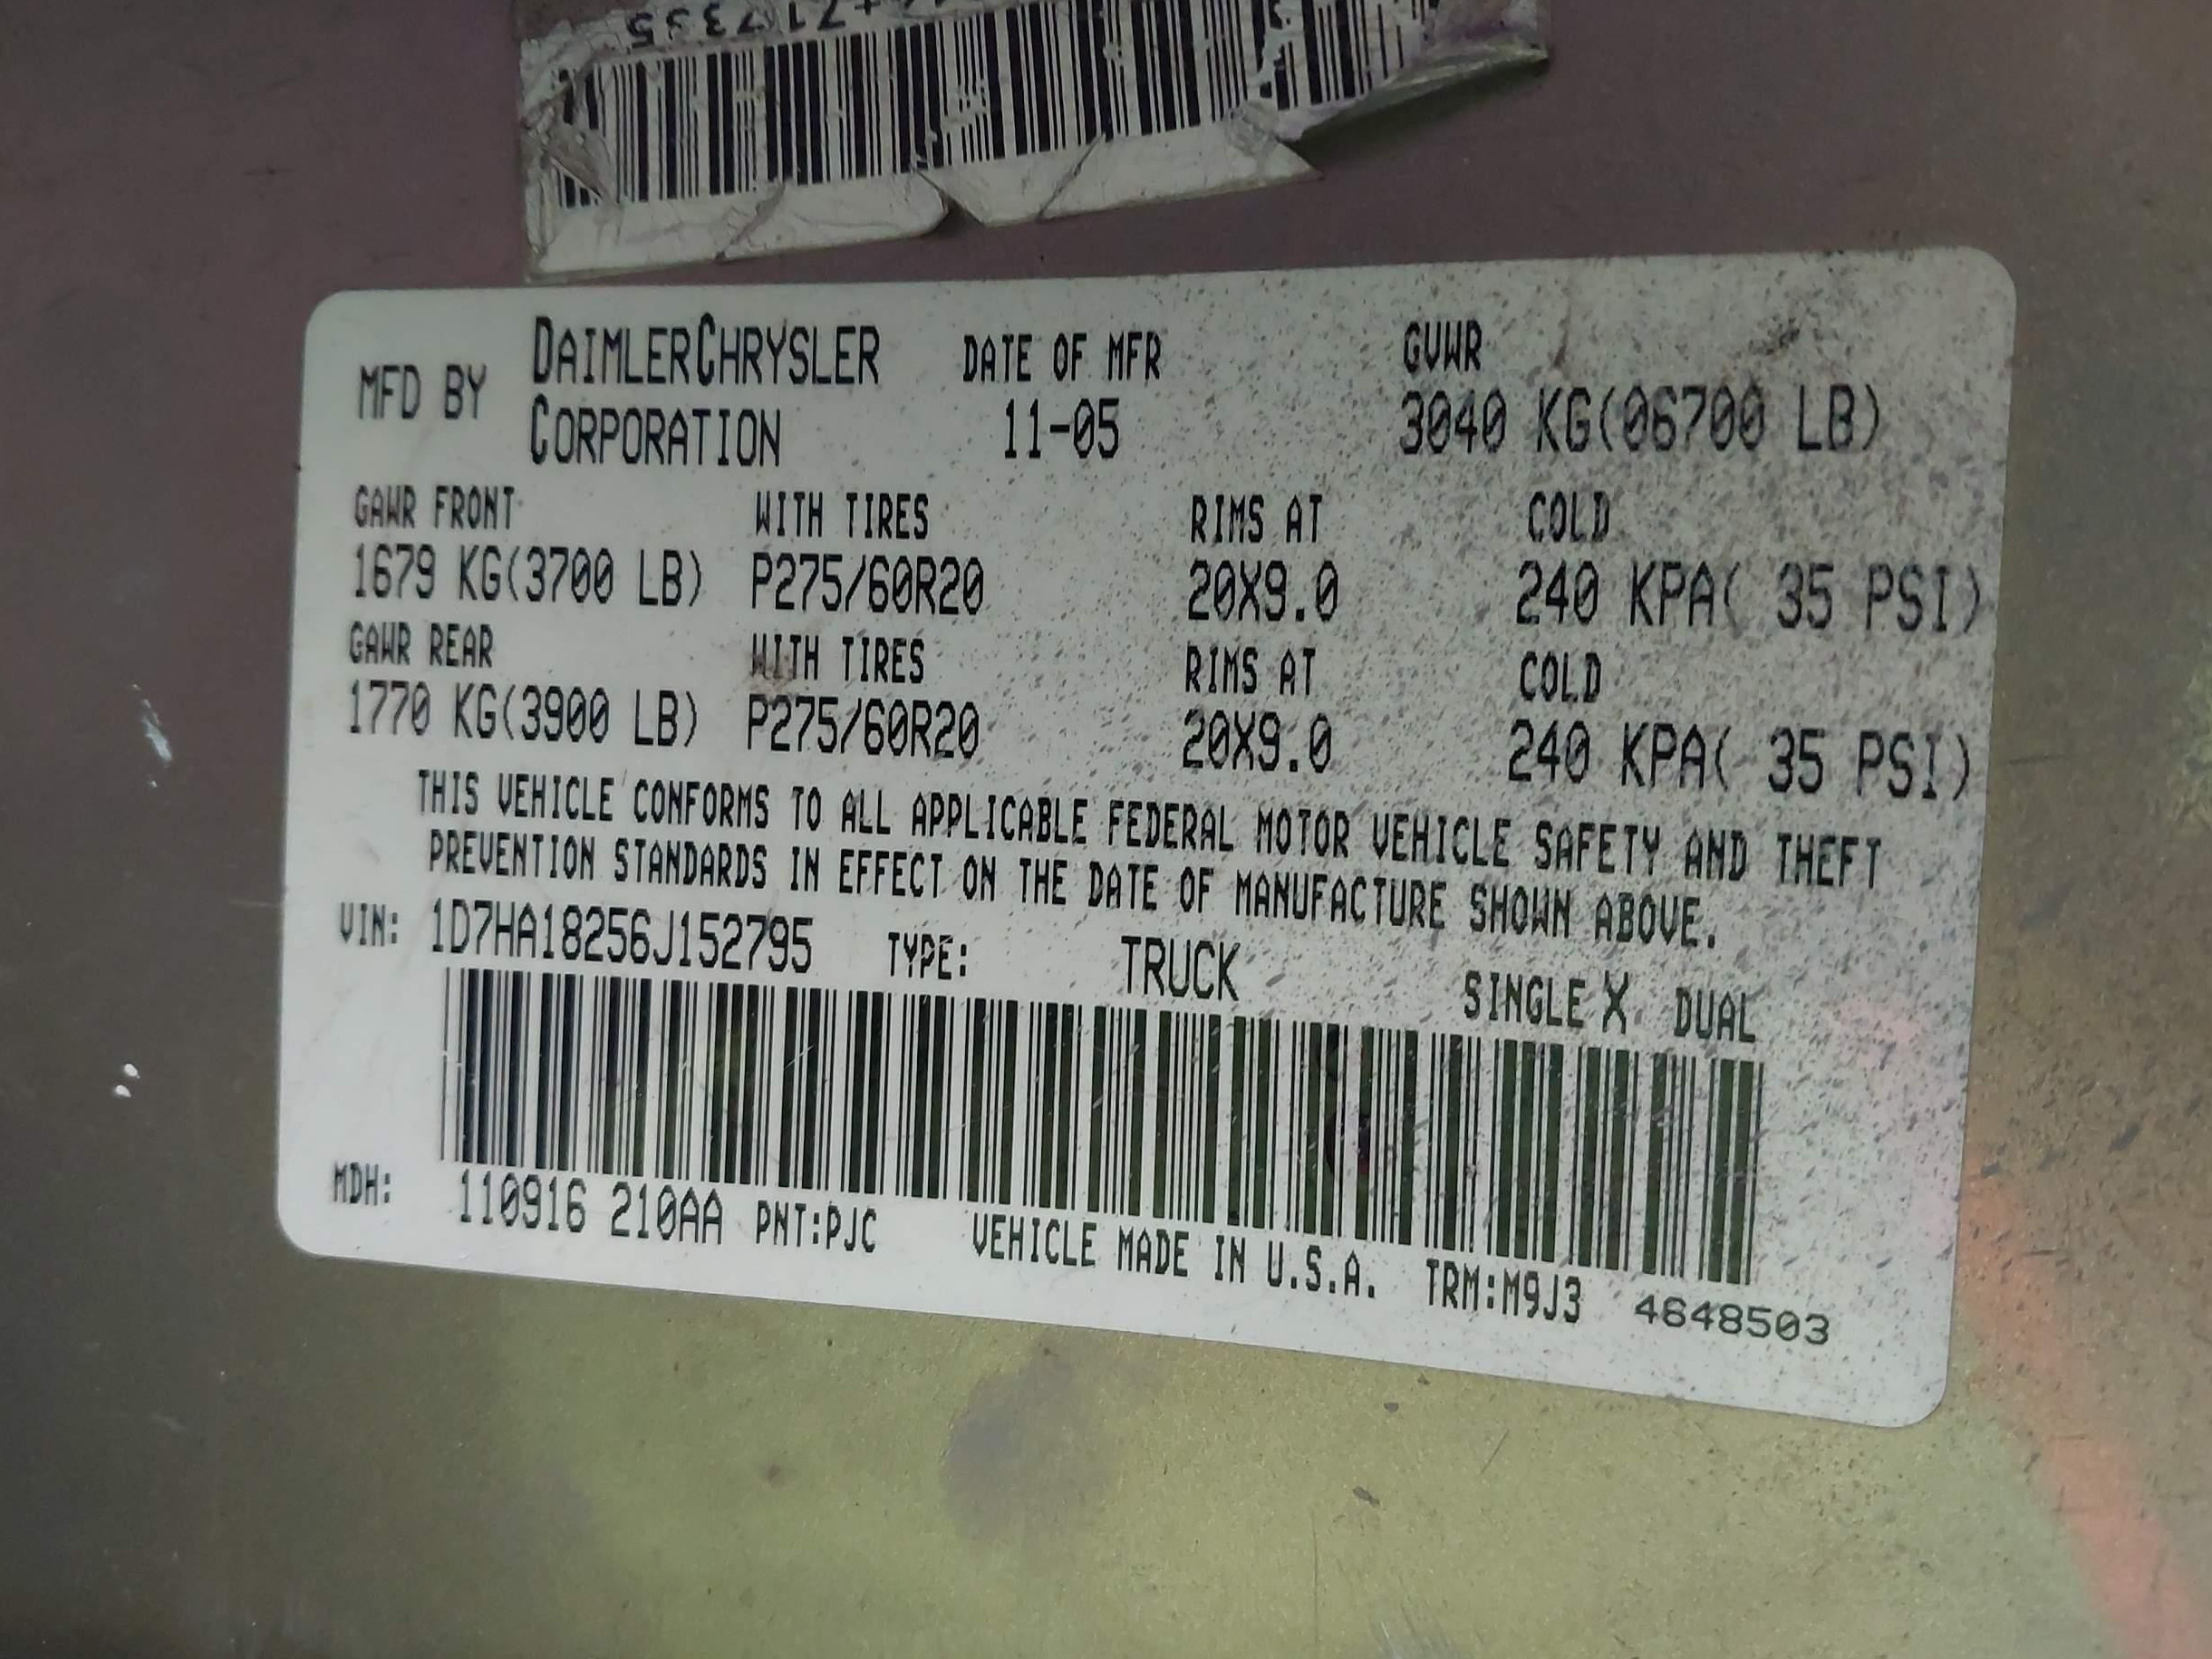 MFD BY DAIMLERCHRYSLER CORPORATION DATE OF MFR 11-05 GVWR 3040 KG(06700 LB)
GAWR FRONT WITH TIRES RIMS AT COLD
1679 KG(3700 LB) P275/60R20 20X9.0 240 KPA( 35 PSI)
GAWR REAR WITH TIRES RIMS AT COLD
1770 KG(3900 LB) P275/60R20 20X9.0 240 KPA( 35 PSI)
THIS VEHICLE CONFORMS TO ALL APPLICABLE FEDERAL MOTOR VEHICLE SAFETY AND THEFT
PREVENTION STANDARDS IN EFFECT ON THE DATE OF MANUFACTURE SHOWN ABOVE.
VIN: 1D7HA18256J152795 TYPE: TRUCK SINGLE X DUAL
MDH: 110916 210AA PNT:PJC VEHICLE MADE IN U.S.A. TRM:M9J3 4648503